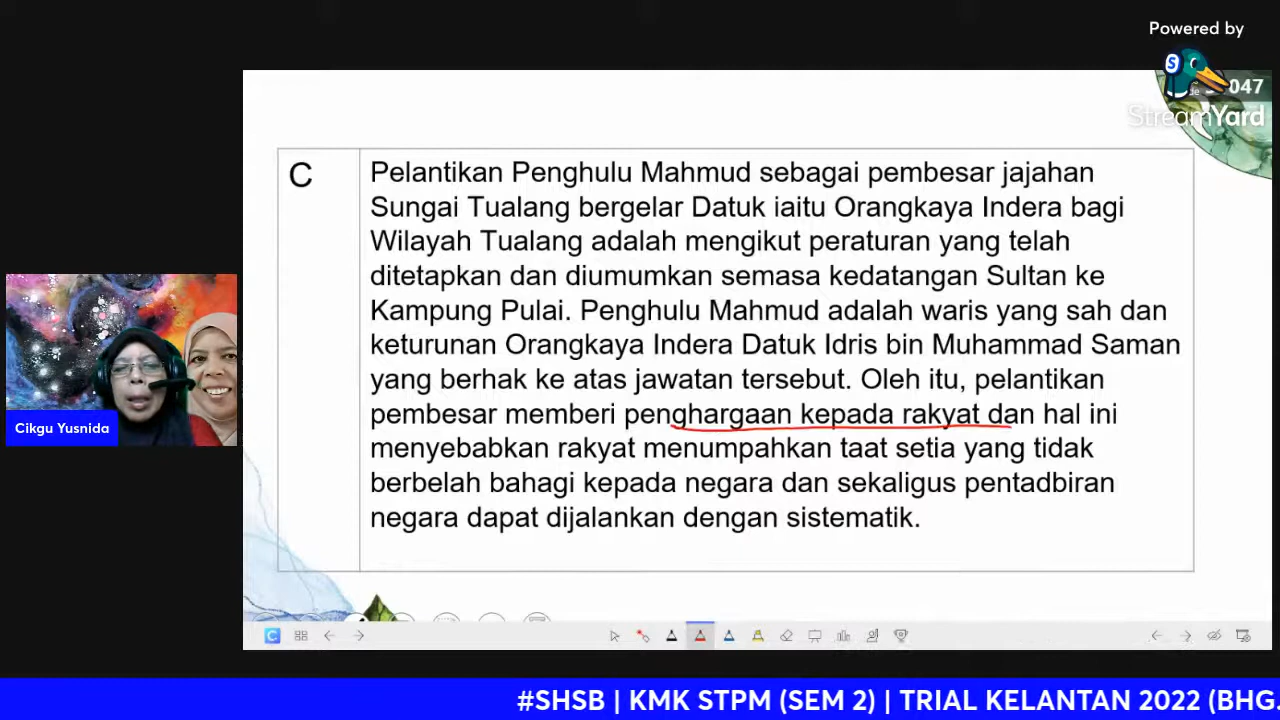 Powered by
047
StreamYard
C
Pelantikan Penghulu Mahmud sebagai pembesar jajahan
Sungai Tualang bergelar Datuk iaitu Orangkaya Indera bagi
Wilayah Tualang adalah mengikut peraturan yang telah
ditetapkan dan diumumkan semasa kedatangan Sultan ke
Kampung Pulai. Penghulu Mahmud adalah waris yang sah dan
keturunan Orangkaya Indera Datuk Idris bin Muhammad Saman
yang berhak ke atas jawatan tersebut. Oleh itu, pelantikan
pembesar memberi penghargaan kepada rakyat dan hal ini
menyebabkan rakyat menumpahkan taat setia yang tidak
berbelah bahagi kepada negara dan sekaligus pentadbiran
negara dapat dijalankan dengan sistematik.
Cikgu Yusnida
#SHSB | KMK STPM (SEM 2) | TRIAL KELANTAN 2022 (BHG.